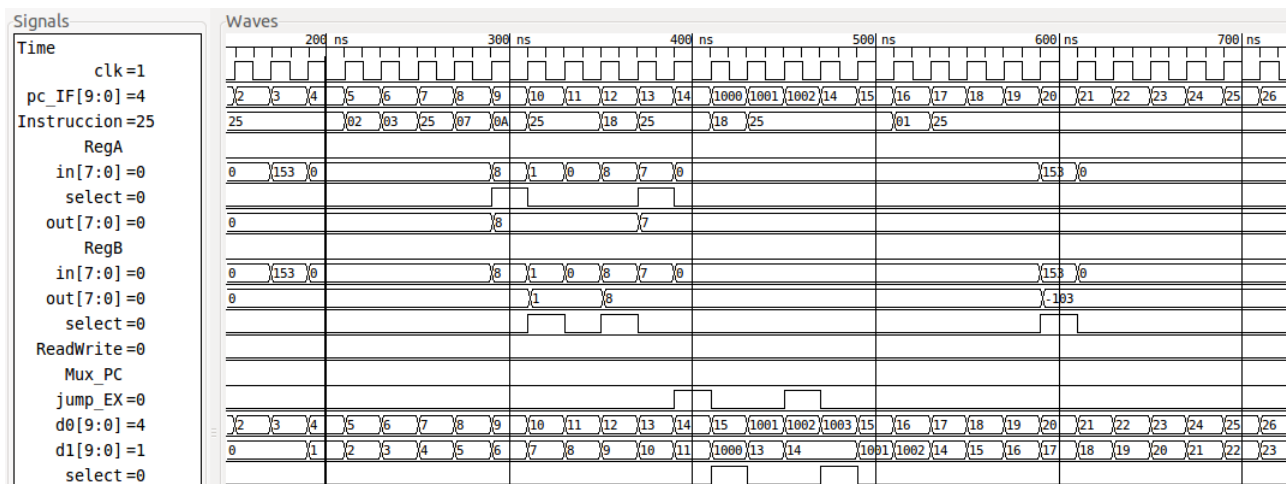 Signals Waves
Time 200 ns 300 ns 400 ns 500 ns 600 ns 700 ns
clk =1
pc_IF[9:0] =4 2 3 4 5 6 7 8 9 10 11 12 13 14 1000 1001 1002 14 15 16 17 18 19 20 21 22 23 24 25 26
Instruccion =25 25 02 03 25 07 0A 25 18 25 18 25 01 25
RegA
in[7:0] =0 0 153 0 8 1 0 8 7 0 153 0
select =0
out[7:0] =0 0 8 7
RegB
in[7:0] =0 0 153 0 8 1 0 8 7 0 153 0
out[7:0] =0 0 1 8 -103
select =0
ReadWrite =0
Mux_PC
jump_EX =0
d0[9:0] =4 2 3 4 5 6 7 8 9 10 11 12 13 14 15 1001 1002 1003 15 16 17 18 19 20 21 22 23 24 25 26
d1[9:0] =1 0 1 2 3 4 5 6 7 8 9 10 11 1000 13 14 1001 1002 14 15 16 17 18 19 20 21 22 23
select =0